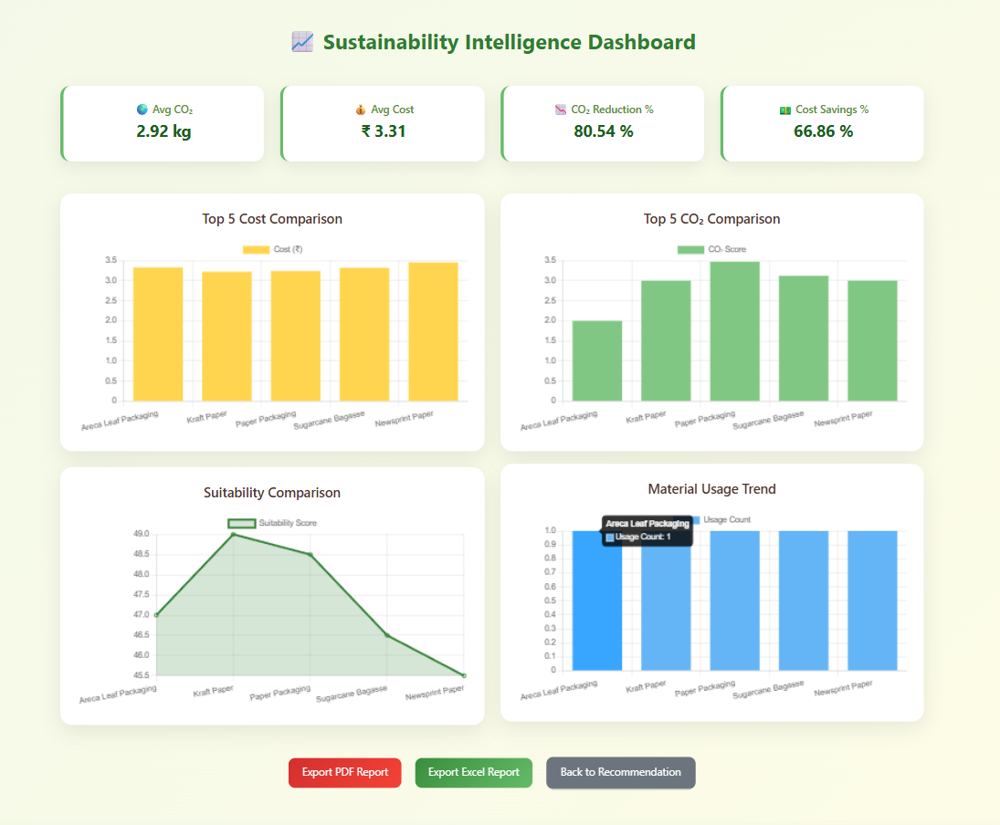 Sustainability Intelligence Dashboard
Avg CO₂
2.92 kg
Avg Cost
₹ 3.31
CO₂ Reduction %
80.54 %
Cost Savings %
66.86 %
Top 5 Cost Comparison
Cost (₹)
3.5
3.0
2.5
2.0
1.5
1.0
0.5
0
Areca Leaf Packaging
Kraft Paper
Paper Packaging
Sugarcane Bagasse
Newsprint Paper
Top 5 CO₂ Comparison
CO₂ Score
3.5
3.0
2.5
2.0
1.5
1.0
0.5
0
Areca Leaf Packaging
Kraft Paper
Paper Packaging
Sugarcane Bagasse
Newsprint Paper
Suitability Comparison
Suitability Score
49.0
48.5
48.0
47.5
47.0
46.5
46.0
45.5
Areca Leaf Packaging
Kraft Paper
Paper Packaging
Sugarcane Bagasse
Newsprint Paper
Material Usage Trend
Usage Count
Areca Leaf Packaging
Usage Count: 1
1.0
0.9
0.8
0.7
0.6
0.5
0.4
0.3
0.2
0.1
0
Areca Leaf Packaging
Kraft Paper
Paper Packaging
Sugarcane Bagasse
Newsprint Paper
Export PDF Report
Export Excel Report
Back to Recommendation